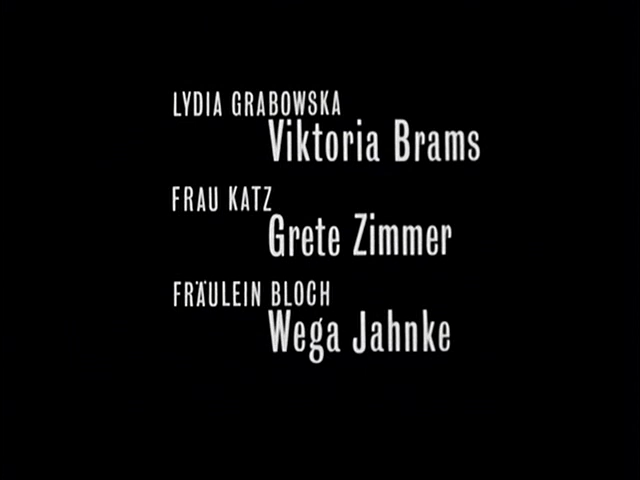 LYDIA GRABOWSKA
Viktoria Brams
FRAU KATZ
Grete Zimmer
FRÄULEIN BLOCH
Wega Jahnke